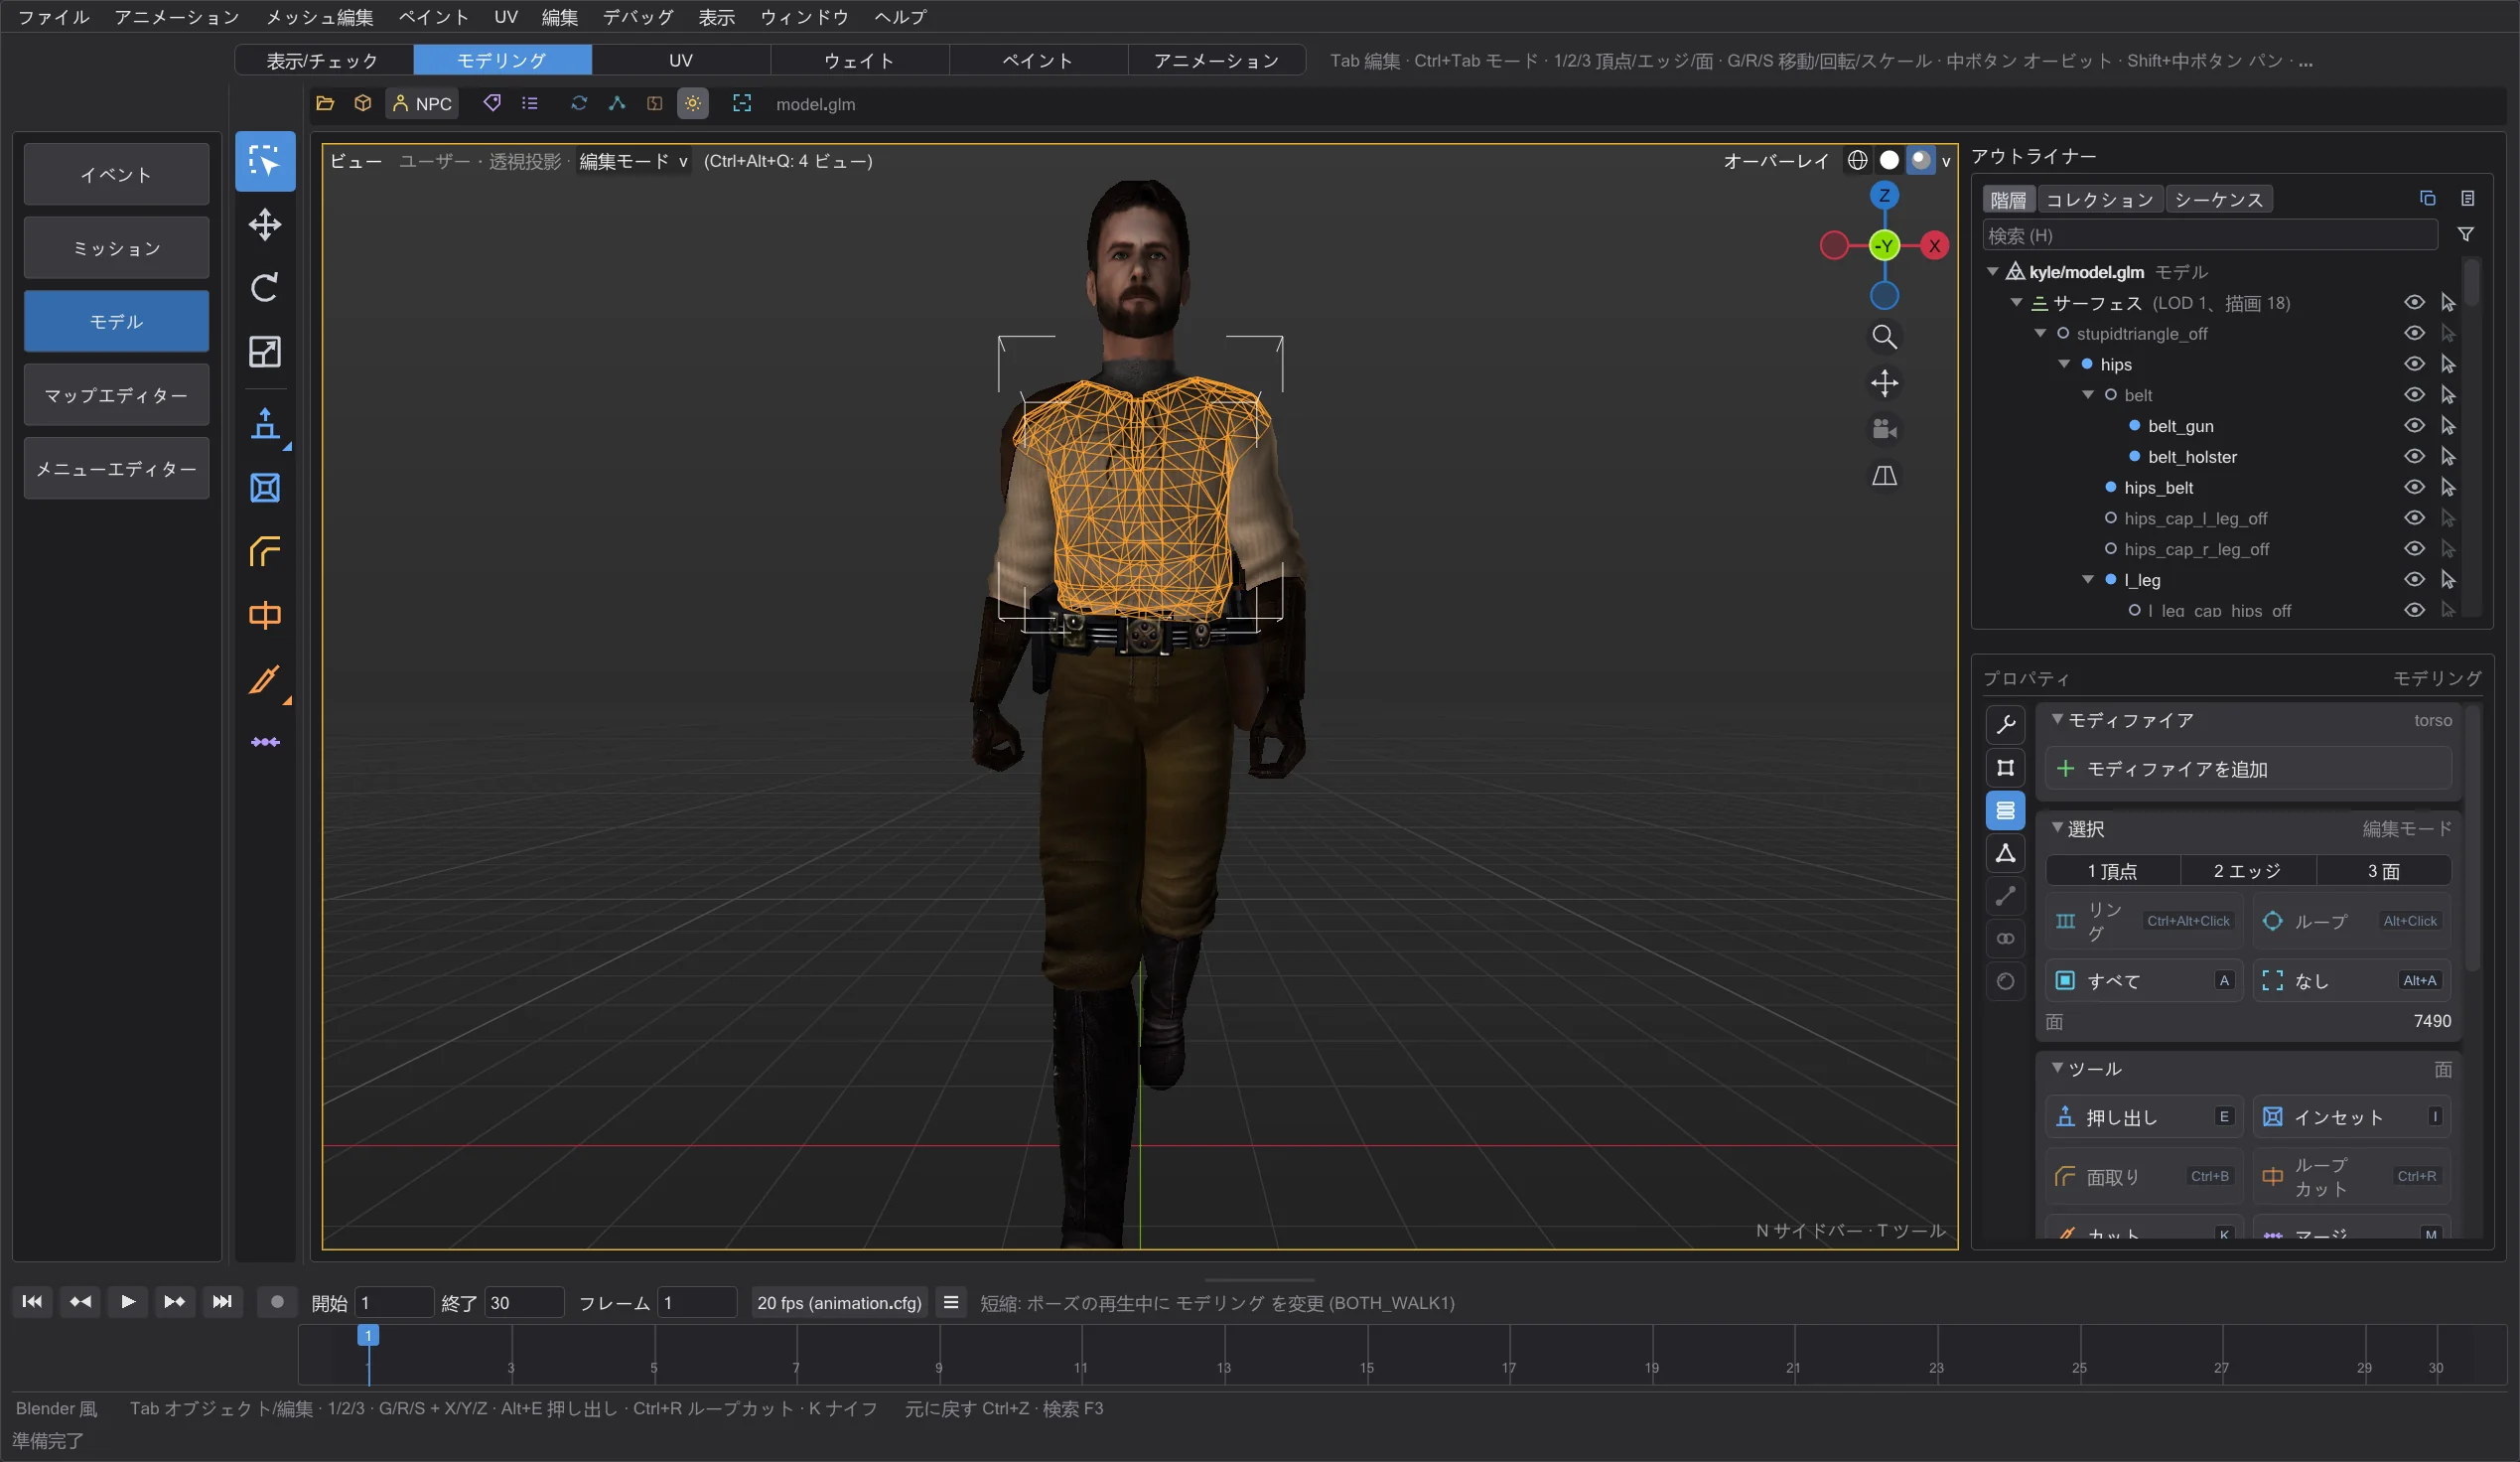 ファイル アニメーション メッシュ編集 ペイント UV 編集 デバッグ 表示 ウィンドウ ヘルプ
表示/チェック モデリング UV ウェイト ペイント アニメーション Tab 編集 · Ctrl+Tab モード · 1/2/3 頂点/エッジ/面 · G/R/S 移動/回転/スケール · 中ボタン オービット · Shift+中ボタン パン · ...
NPC model.glm
イベント
ミッション
モデル
マップエディター
メニューエディター
ビュー ユーザー · 透視投影 · 編集モード v (Ctrl+Alt+Q: 4 ビュー) オーバーレイ v
Z
-Y X
N サイドバー · T ツール
アウトライナー
階層 コレクション シーケンス
検索 (H)
kyle/model.glm モデル
サーフェス (LOD 1、描画 18)
stupidtriangle_off
hips
belt
belt_gun
belt_holster
hips_belt
hips_cap_l_leg_off
hips_cap_r_leg_off
l_leg
l_leg_cap_hips_off
プロパティ モデリング
モディファイア torso
モディファイアを追加
選択 編集モード
1 頂点 2 エッジ 3 面
リング Ctrl+Alt+Click ループ Alt+Click
すべて A なし Alt+A
面 7490
ツール 面
押し出し E インセット I
面取り Ctrl+B ループカット Ctrl+R
カット K マージ M
開始 1 終了 30 フレーム 1 20 fps (animation.cfg) 短縮: ポーズの再生中に モデリング を変更 (BOTH_WALK1)
1
1 3 5 7 9 11 13 15 17 19 21 23 25 27 29 30
Blender 風 Tab オブジェクト/編集 · 1/2/3 · G/R/S + X/Y/Z · Alt+E 押し出し · Ctrl+R ループカット · K ナイフ 元に戻す Ctrl+Z · 検索 F3
準備完了